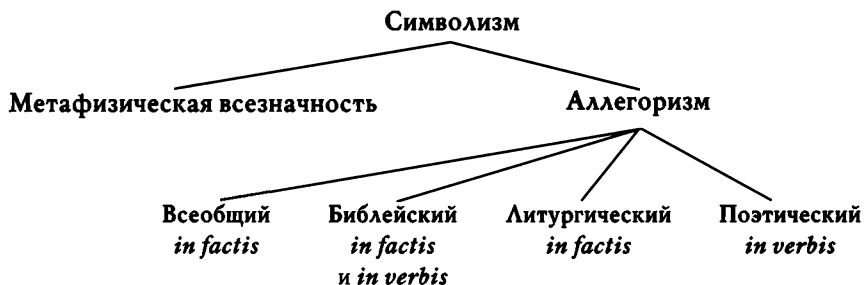 Символизм
Метафизическая всезначность
Аллегоризм
Всеобщий
in factis
Библейский
in factis
и in verbis
Литургический
in factis
Поэтический
in verbis